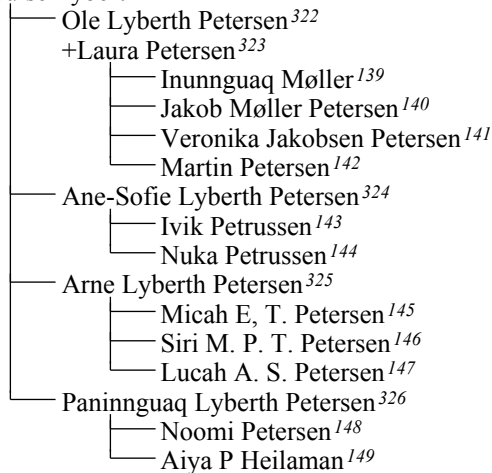 Ole Lyberth Petersen322
+Laura Petersen323
Inunnguaq Møller139
Jakob Møller Petersen140
Veronika Jakobsen Petersen141
Martin Petersen142
Ane-Sofie Lyberth Petersen324
Ivik Petrussen143
Nuka Petrussen144
Arne Lyberth Petersen325
Micah E, T. Petersen145
Siri M. P. T. Petersen146
Lucah A. S. Petersen147
Paninnguaq Lyberth Petersen326
Noomi Petersen148
Aiya P Heilaman149